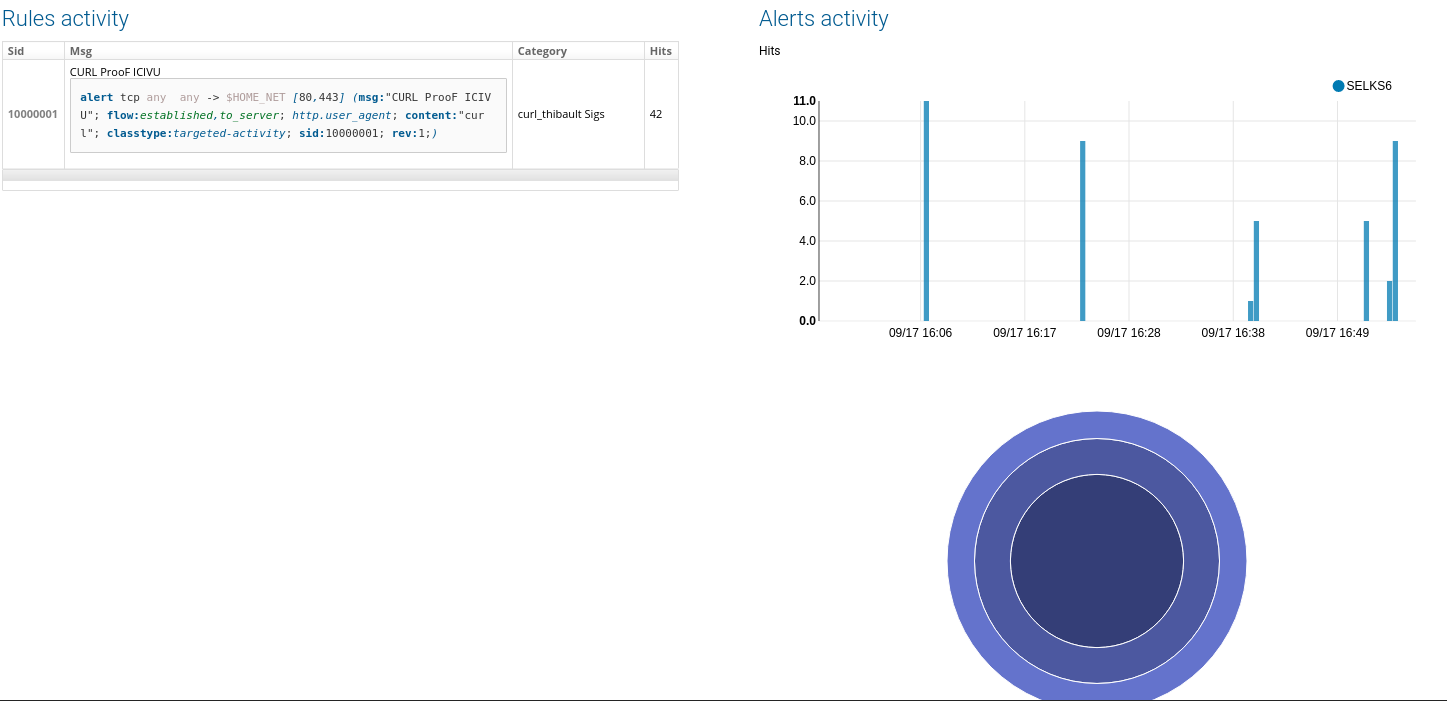 Rules activity
Sid Msg Category Hits
10000001 CURL ProoF ICIVU
alert tcp any  any -> $HOME_NET [80,443] (msg:"CURL ProoF ICIV
U"; flow:established,to_server; http.user_agent; content:"cur
l"; classtype:targeted-activity; sid:10000001; rev:1;)
curl_thibault Sigs 42
Alerts activity
Hits
SELKS6
11.0
10.0
8.0
6.0
4.0
2.0
0.0
09/17 16:06 09/17 16:17 09/17 16:28 09/17 16:38 09/17 16:49